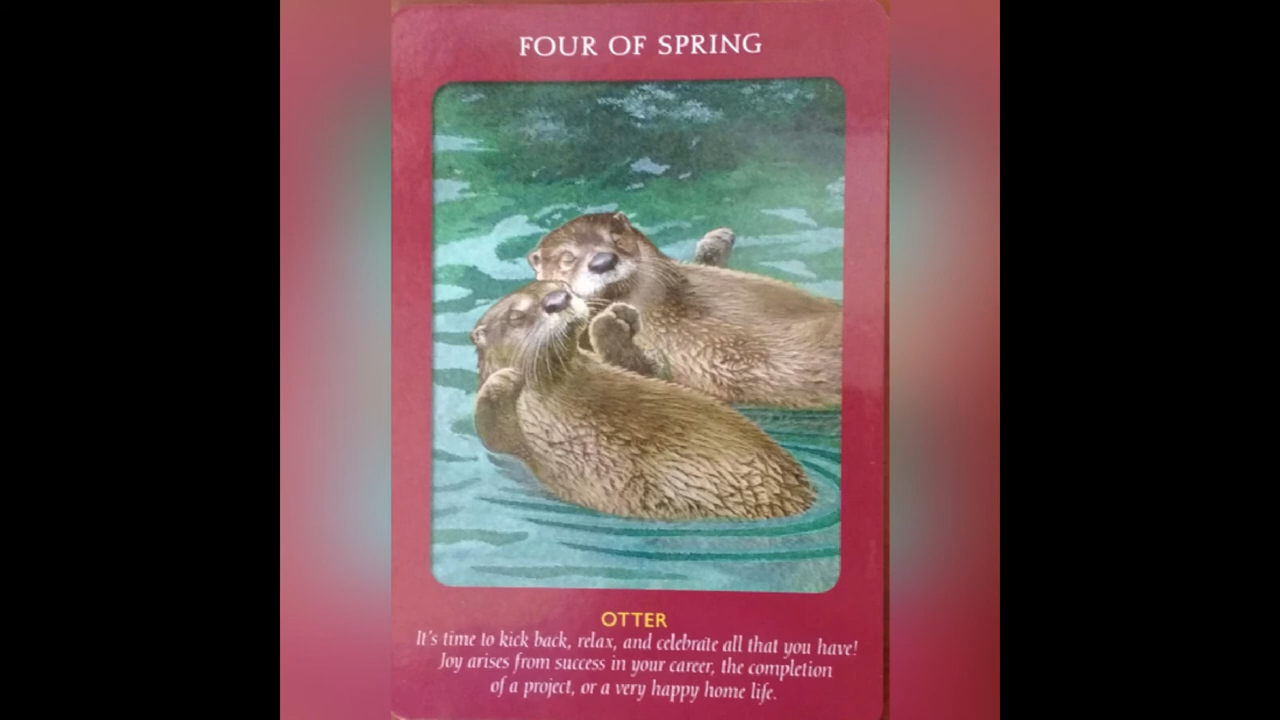 FOUR OF SPRING
OTTER
It's time to kick back, relax, and celebrate all that you have!
Joy arises from success in your career, the completion
of a project, or a very happy home life.